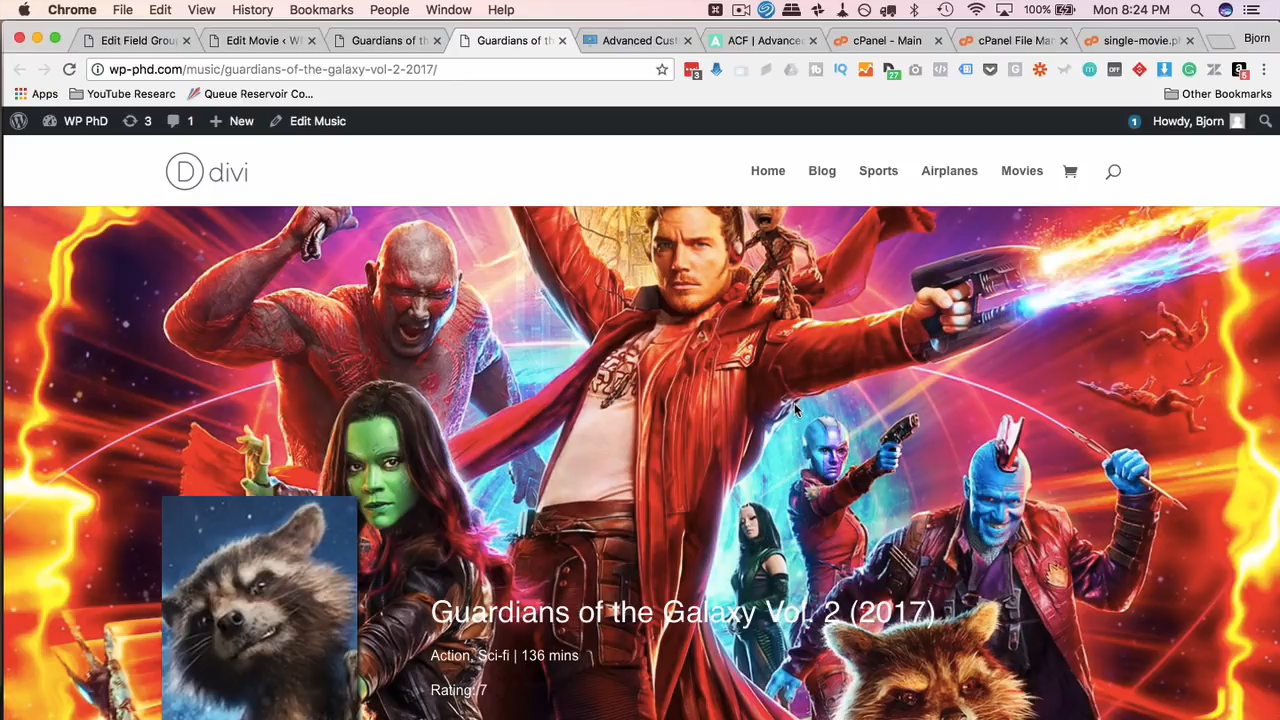 Chrome File Edit View History Bookmarks People Window Help 100% Mon 8:24 PM
Edit Field Grou Edit Movie ‹ W Guardians of th Guardians of th Advanced Cust ACF | Advance cPanel - Main cPanel File Man single-movie.ph Bjorn
wp-phd.com/music/guardians-of-the-galaxy-vol-2-2017/
Apps YouTube Researc Queue Reservoir Co... Other Bookmarks
WP PhD 3 1 New Edit Music 1 Howdy, Bjorn
D divi Home Blog Sports Airplanes Movies
Guardians of the Galaxy Vol. 2 (2017)
Action, Sci-fi | 136 mins
Rating: 7